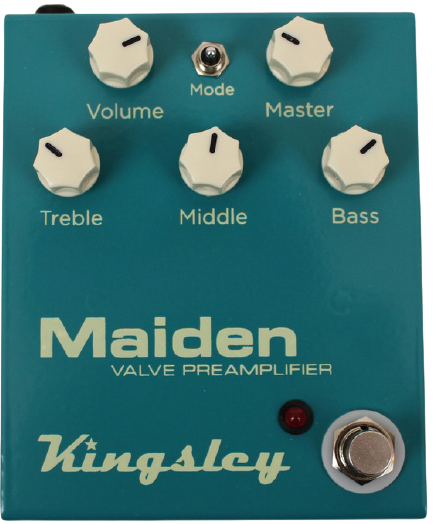 Volume
Mode
Master
Treble
Middle
Bass
Maiden
VALVE PREAMPLIFIER
Kingsley